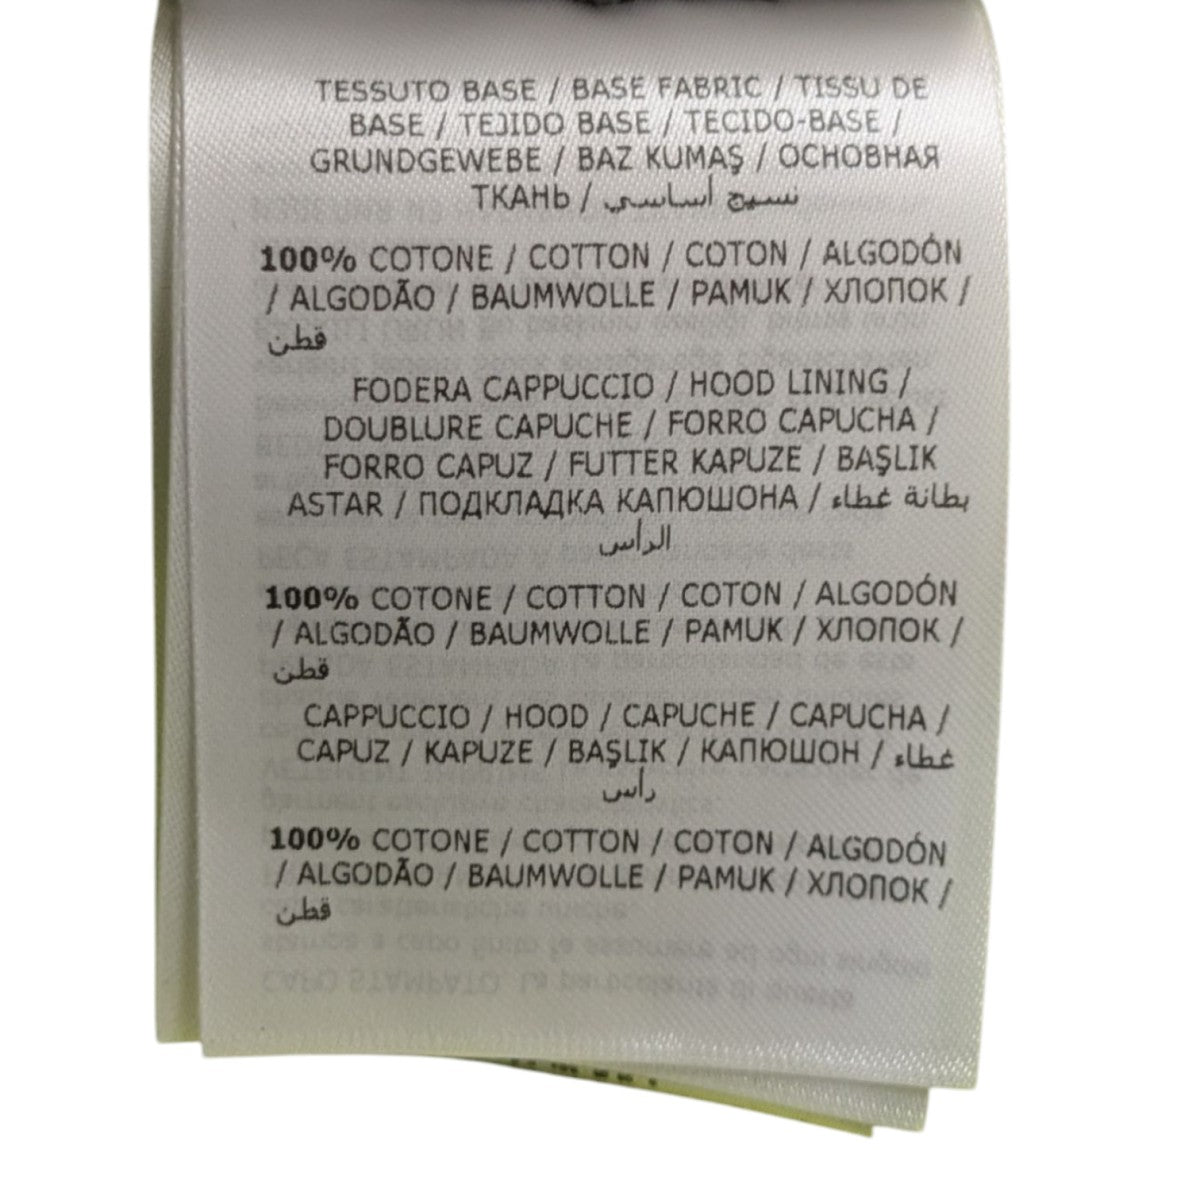 TESSUTO BASE / BASE FABRIC / TISSU DE
BASE / TEJIDO BASE / TECIDO-BASE /
GRUNDGEWEBE / BAZ KUMAŞ / ОСНОВНАЯ
ТКАНЬ / نسيج أساسي
100% COTONE / COTTON / COTON / ALGODÓN
/ ALGODÃO / BAUMWOLLE / PAMUK / ХЛОПОК /
قطن
FODERA CAPPUCCIO / HOOD LINING /
DOUBLURE CAPUCHE / FORRO CAPUCHA /
FORRO CAPUZ / FUTTER KAPUZE / BAŞLIK
ASTAR / ПОДКЛАДКА КАПЮШОНА / بطانة غطاء
الرأس
100% COTONE / COTTON / COTON / ALGODÓN
/ ALGODÃO / BAUMWOLLE / PAMUK / ХЛОПОК /
قطن
CAPPUCCIO / HOOD / CAPUCHE / CAPUCHA /
CAPUZ / KAPUZE / BAŞLIK / КАПЮШОН / غطاء
رأس
100% COTONE / COTTON / COTON / ALGODÓN
/ ALGODÃO / BAUMWOLLE / PAMUK / ХЛОПОК /
قطن